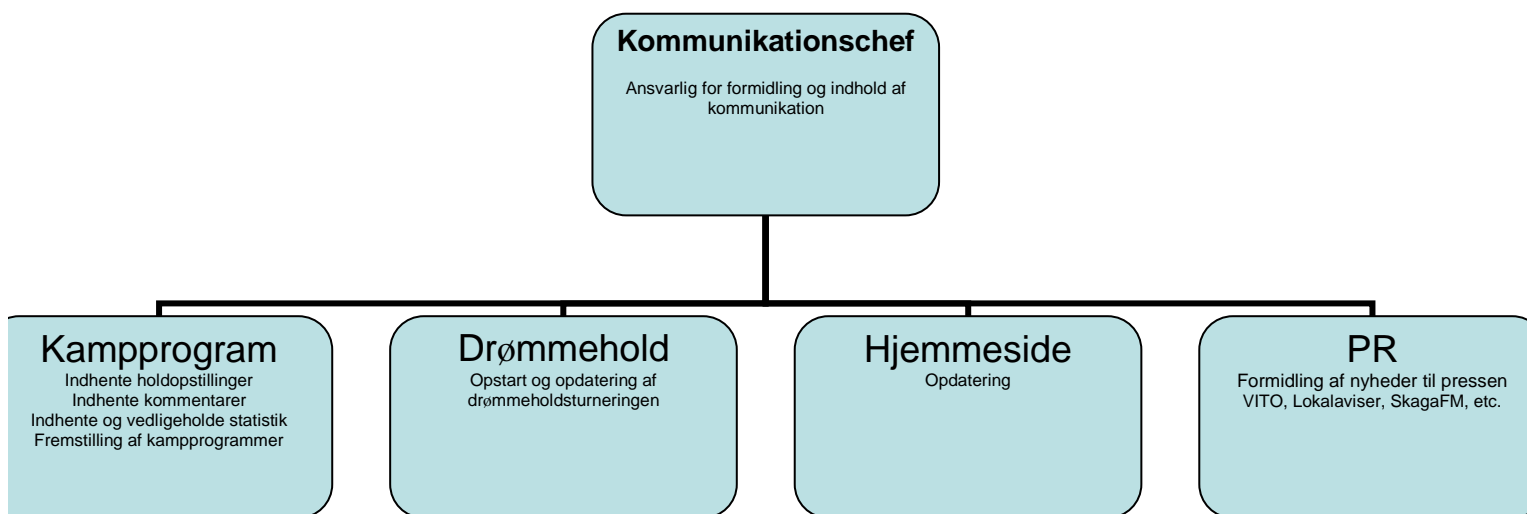 Kommunikationschef
Ansvarlig for formidling og indhold af
kommunikation
Kampprogram
Indhente holdopstillinger
Indhente kommentarer
Indhente og vedligeholde statistik
Fremstilling af kampprogrammer
Drømmehold
Opstart og opdatering af
drømmeholdsturneringen
Hjemmeside
Opdatering
PR
Formidling af nyheder til pressen
VITO, Lokalaviser, SkagaFM, etc.